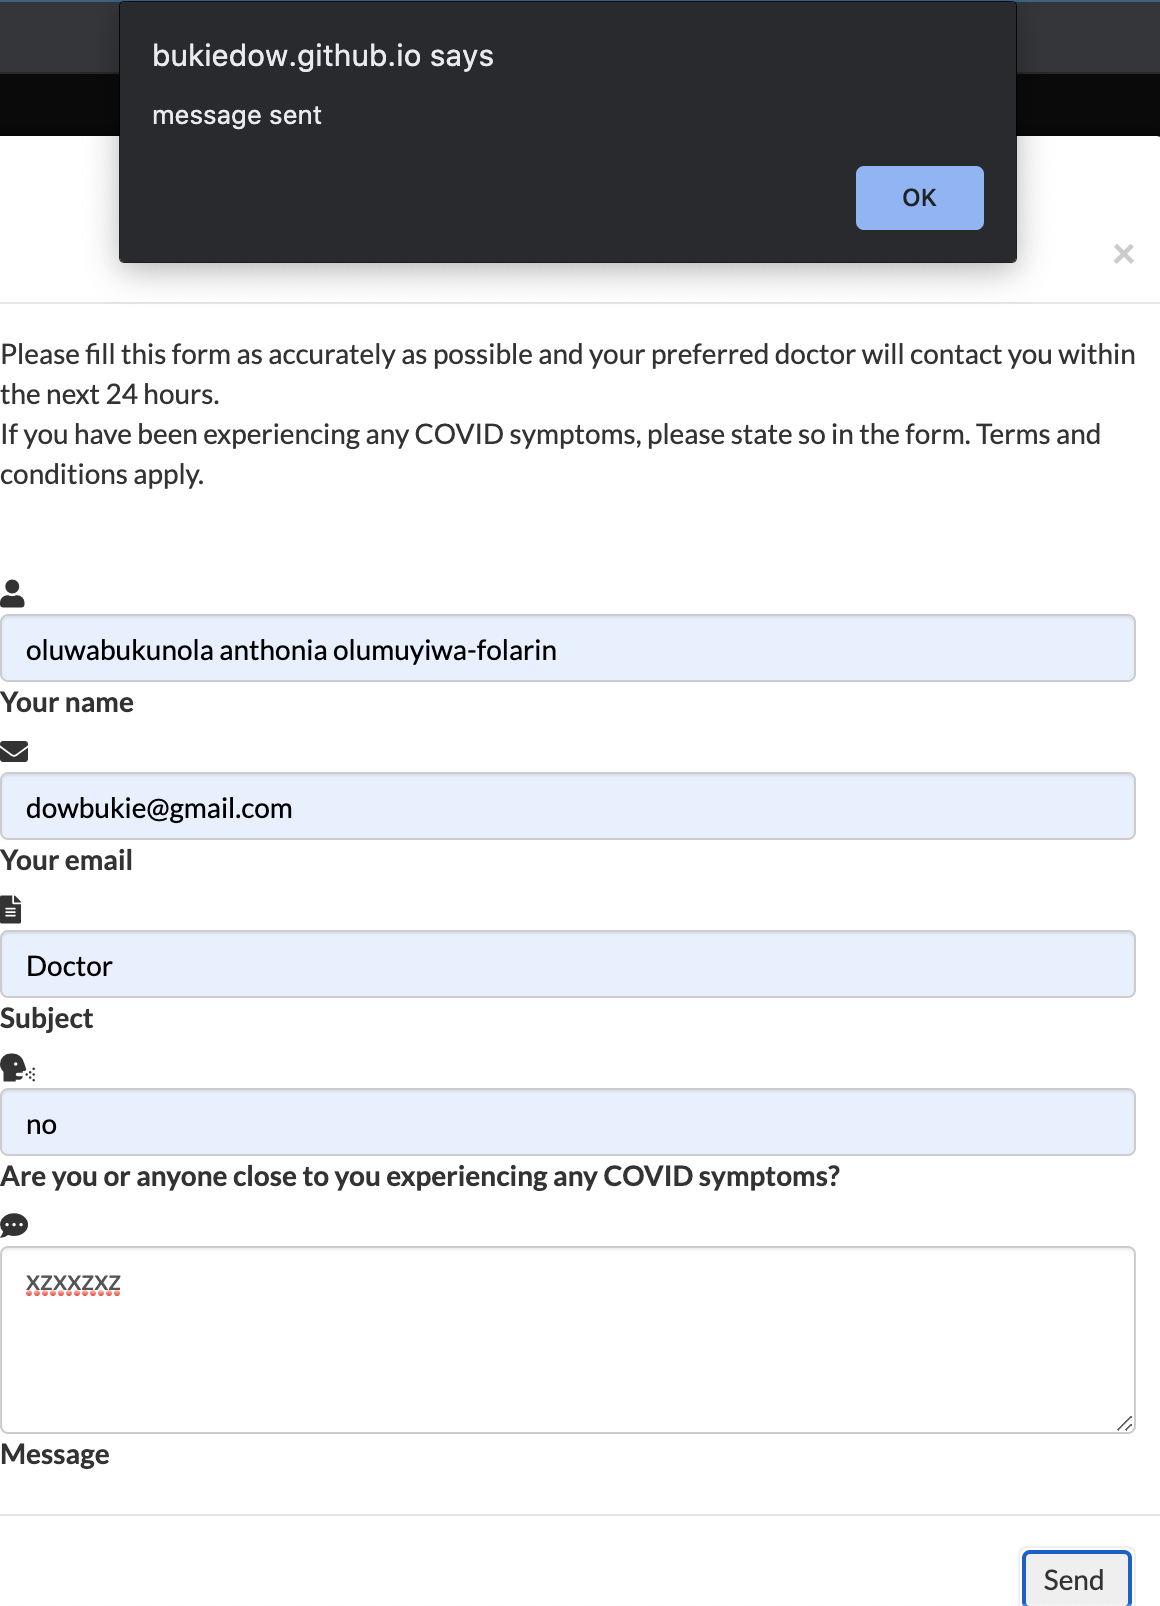 bukiedow.github.io says
message sent
OK
×
Please fill this form as accurately as possible and your preferred doctor will contact you within
the next 24 hours.
If you have been experiencing any COVID symptoms, please state so in the form. Terms and
conditions apply.
oluwabukunola anthonia olumuyiwa-folarin
Your name
dowbukie@gmail.com
Your email
Doctor
Subject
no
Are you or anyone close to you experiencing any COVID symptoms?
xzxxzxz
Message
Send